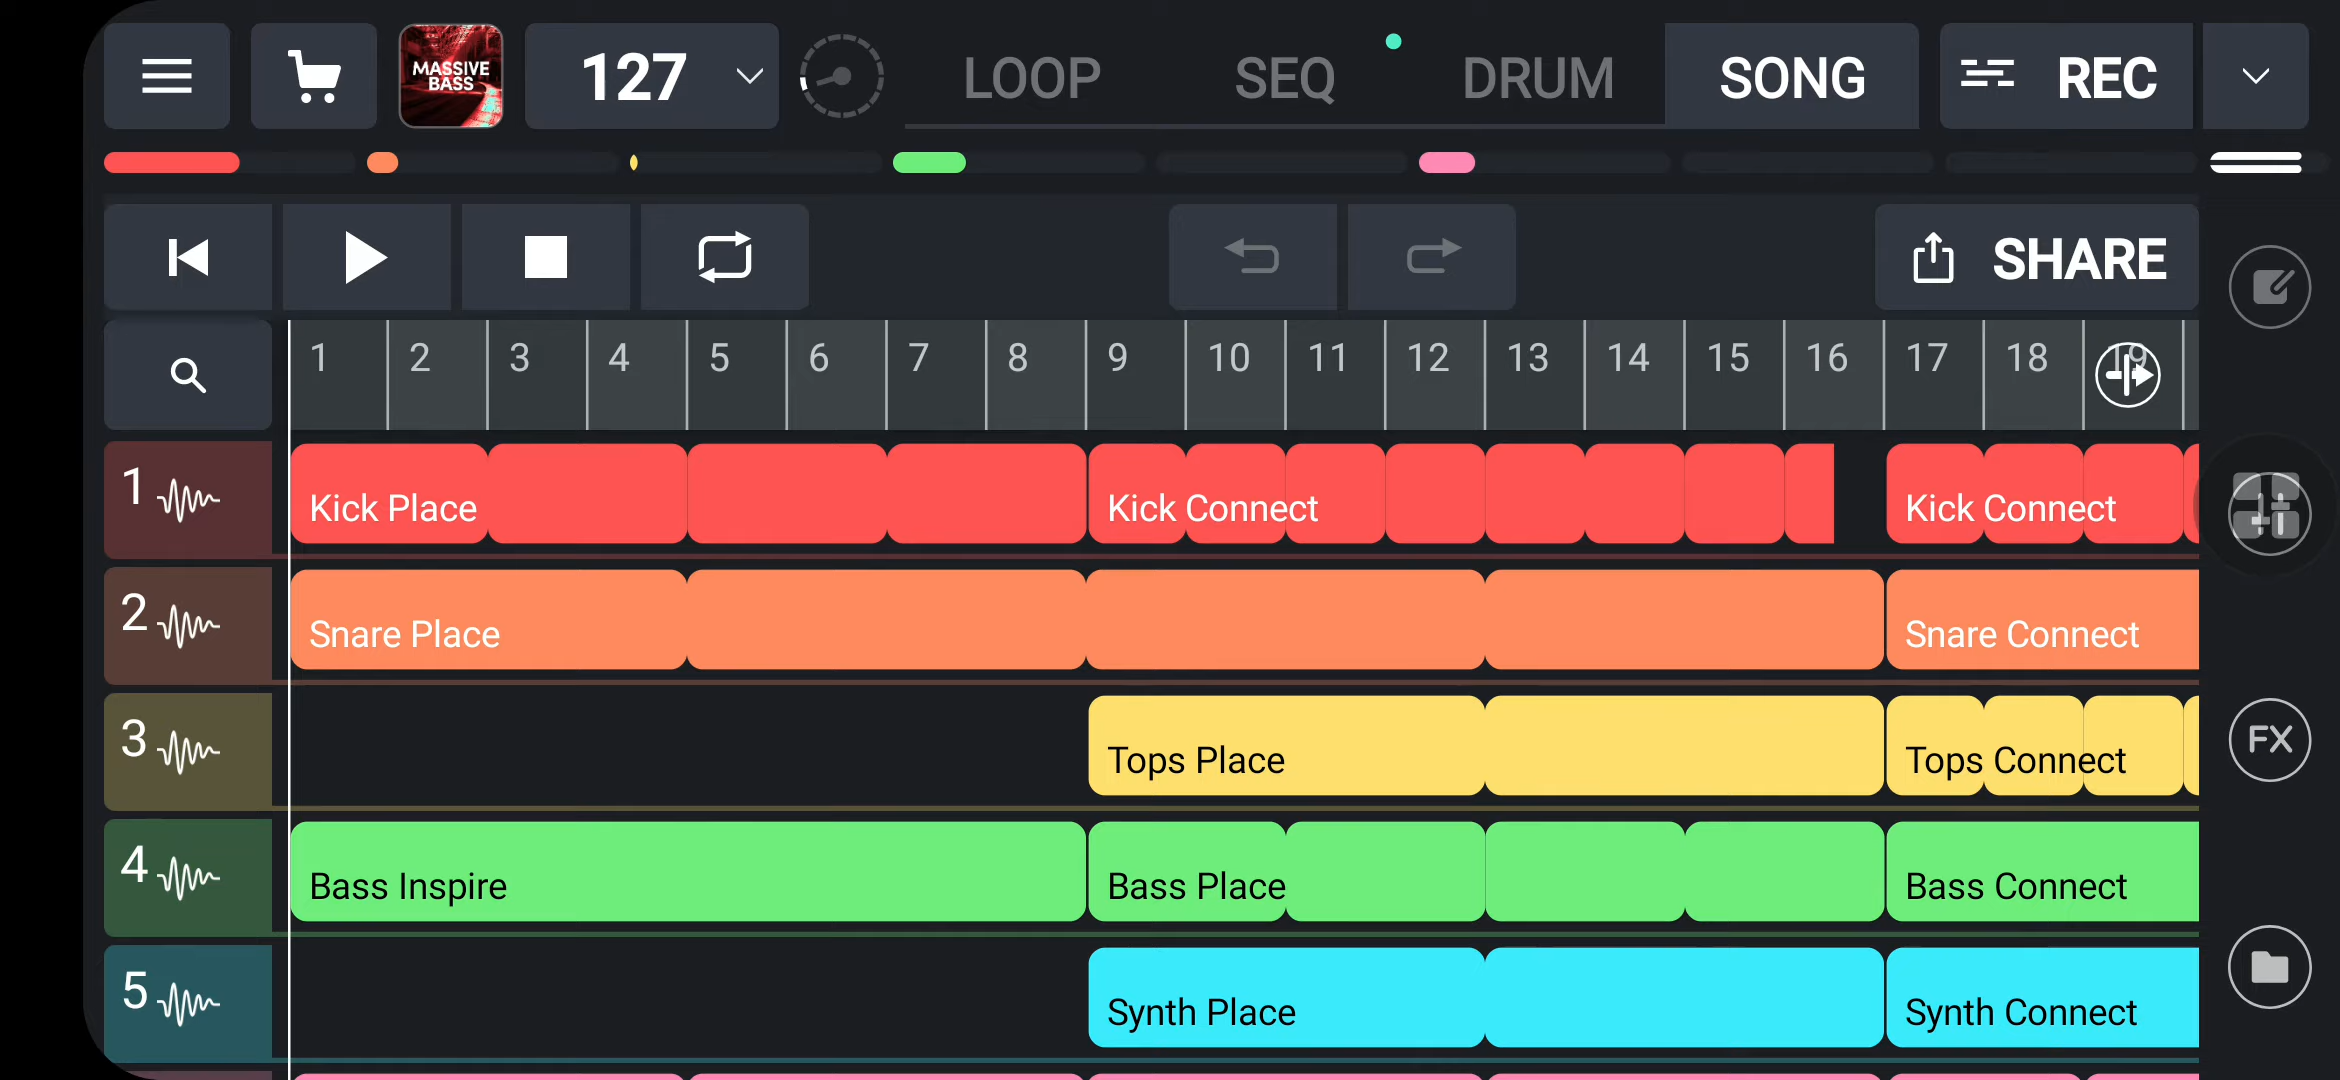 MASSIVE
BASS
127
LOOP
SEQ
DRUM
SONG
REC
SHARE
1 2 3 4 5 6 7 8 9 10 11 12 13 14 15 16 17 18 19
1
Kick Place
Kick Connect
Kick Connect
2
Snare Place
Snare Connect
3
Tops Place
Tops Connect
FX
4
Bass Inspire
Bass Place
Bass Connect
5
Synth Place
Synth Connect